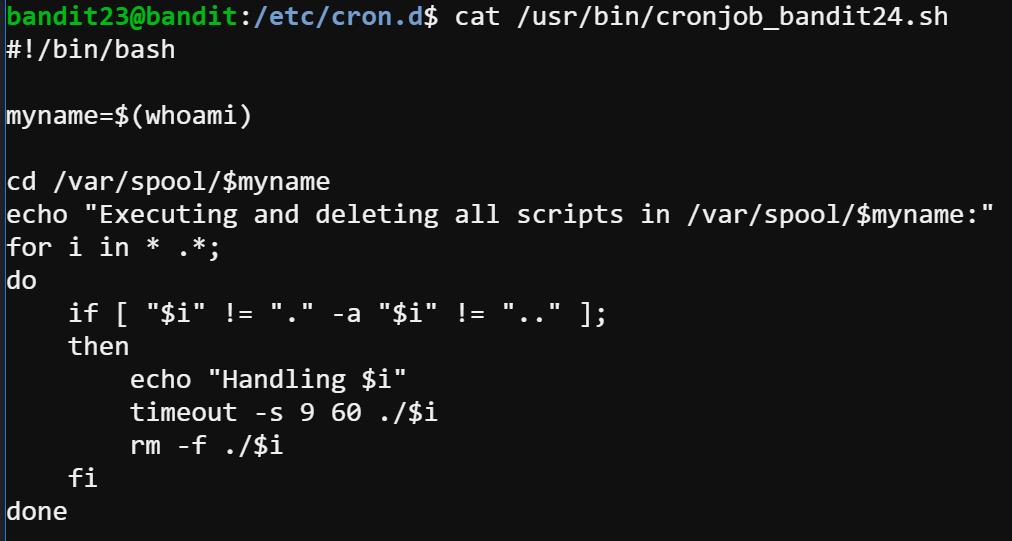 bandit23@bandit:/etc/cron.d$ cat /usr/bin/cronjob_bandit24.sh
#!/bin/bash

myname=$(whoami)

cd /var/spool/$myname
echo "Executing and deleting all scripts in /var/spool/$myname:"
for i in * .*;
do
    if [ "$i" != "." -a "$i" != ".." ];
    then
        echo "Handling $i"
        timeout -s 9 60 ./$i
        rm -f ./$i
    fi
done